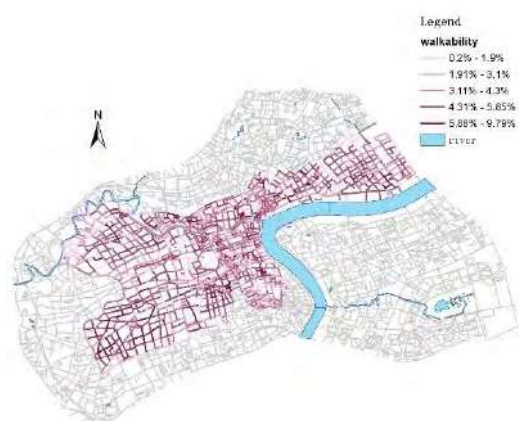 Legend
walkability
0.2% - 1.9%
1.91% - 3.1%
3.11% - 4.3%
4.31% - 5.85%
5.86% - 9.79%
river
N